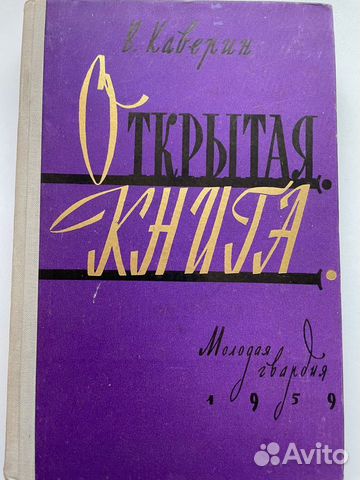 В. Каверин
ОТКРЫТАЯ
КНИГА.
Молодая
гвардия
1959
Avito